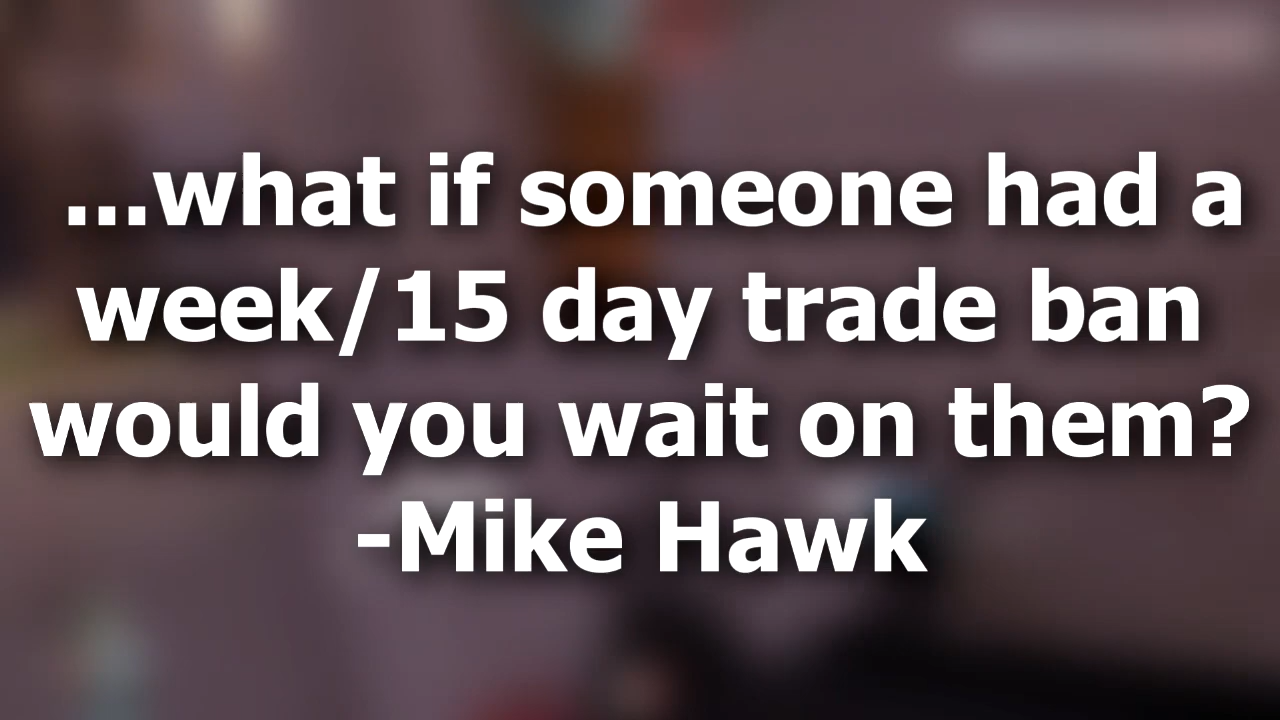 ...what if someone had a
week/15 day trade ban
would you wait on them?
-Mike Hawk